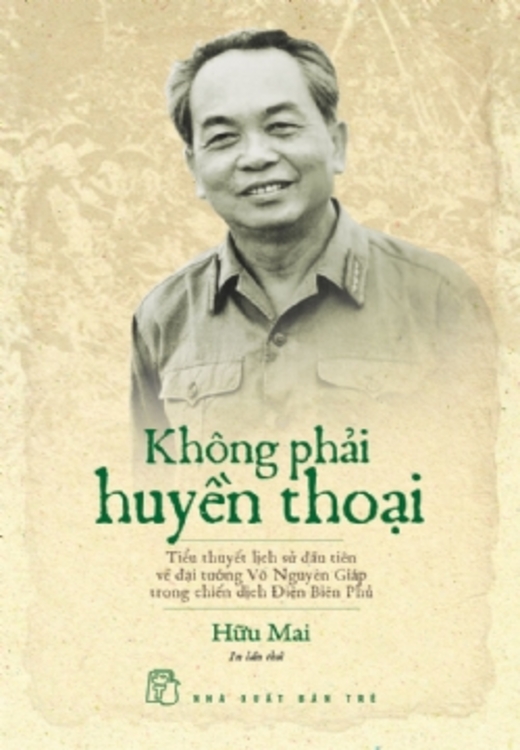 Không phải
huyền thoại
Tiểu thuyết lịch sử đầu tiên
về đại tướng Võ Nguyên Giáp
trong chiến dịch Điện Biên Phủ
Hữu Mai
In lần thứ
NHÀ XUẤT BẢN TRẺ